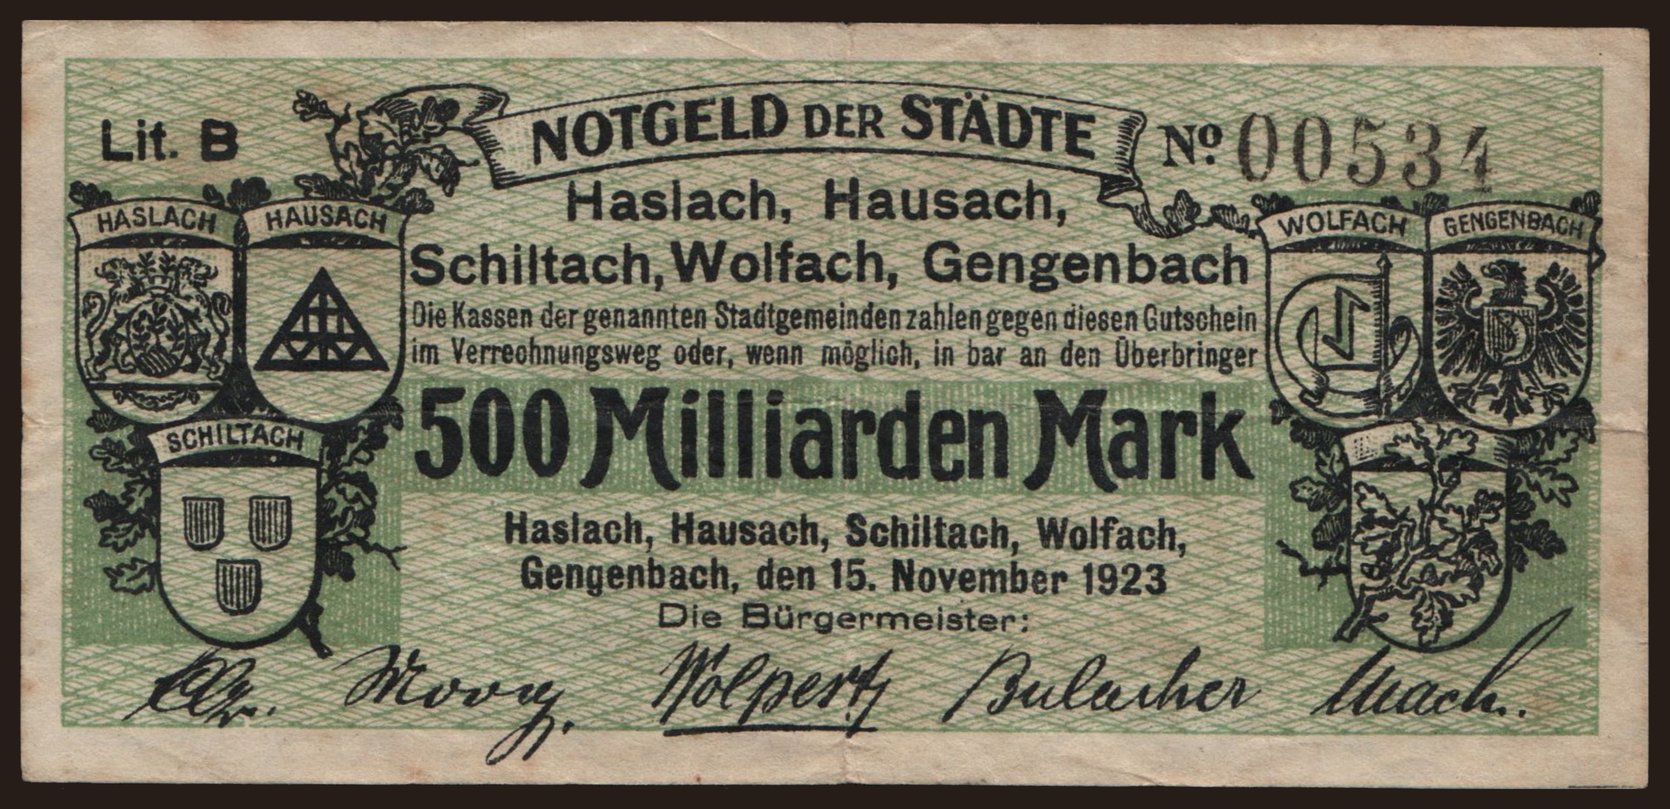 Lit. B
NOTGELD DER STÄDTE
No 00534
Haslach, Hausach,
Schiltach, Wolfach, Gengenbach
HASLACH
HAUSACH
WOLFACH
GENGENBACH
Die Kassen der genannten Stadtgemeinden zahlen gegen diesen Gutschein
im Verrechnungsweg oder, wenn möglich, in bar an den Überbringer
500 Milliarden Mark
SCHILTACH
Haslach, Hausach, Schiltach, Wolfach,
Gengenbach, den 15. November 1923
Die Bürgermeister:
Wolpert Bulacher Mach.